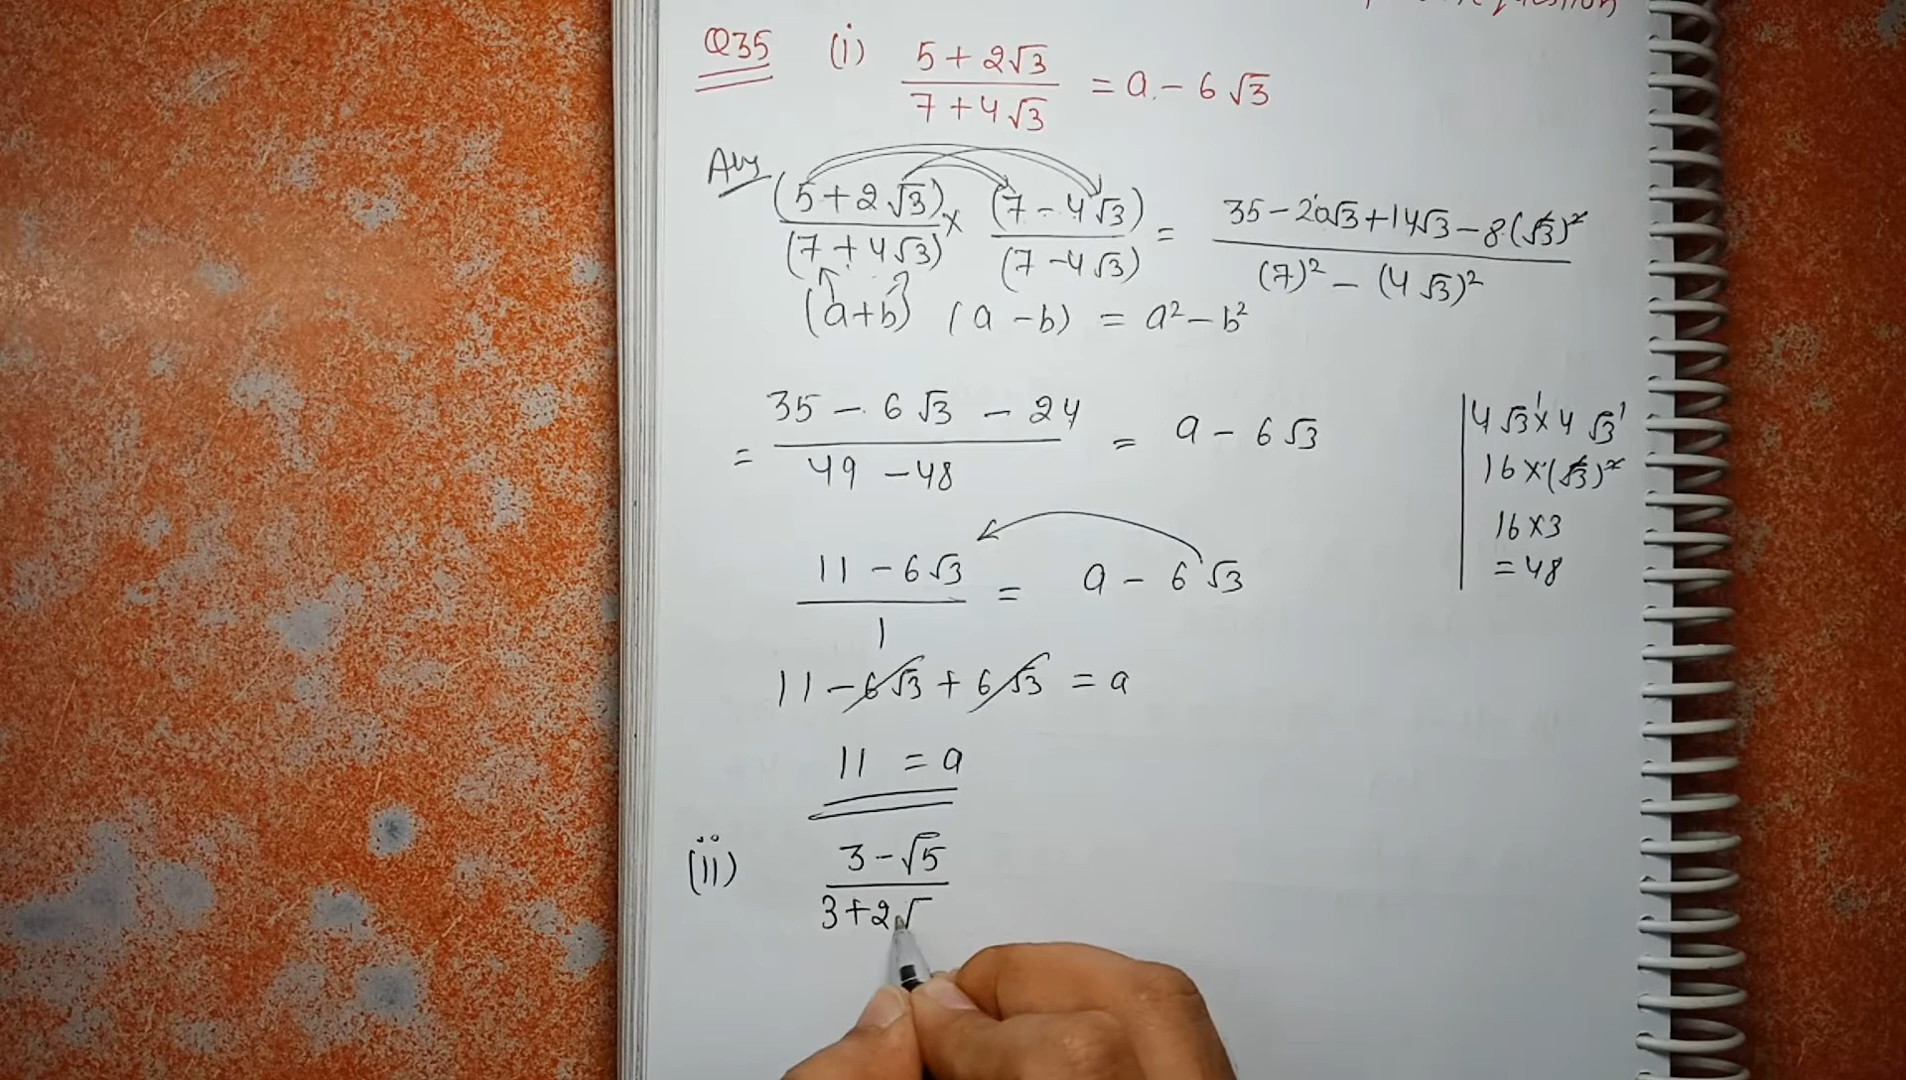 Q35 (i) 5+2√3 / 7+4√3 = a - 6√3
Ans (5+2√3) / (7+4√3) × (7-4√3) / (7-4√3) = 35-20√3+14√3-8(√3)² / (7)² - (4√3)²
(a+b) (a-b) = a²-b²
= 35 - 6√3 - 24 / 49 - 48 = a - 6√3
4√3 × 4√3
16×(√3)²
16×3
= 48
11 - 6√3 / 1 = a - 6√3
11 - 6√3 + 6√3 = a
11 = a
(ii) 3-√5 / 3+2√